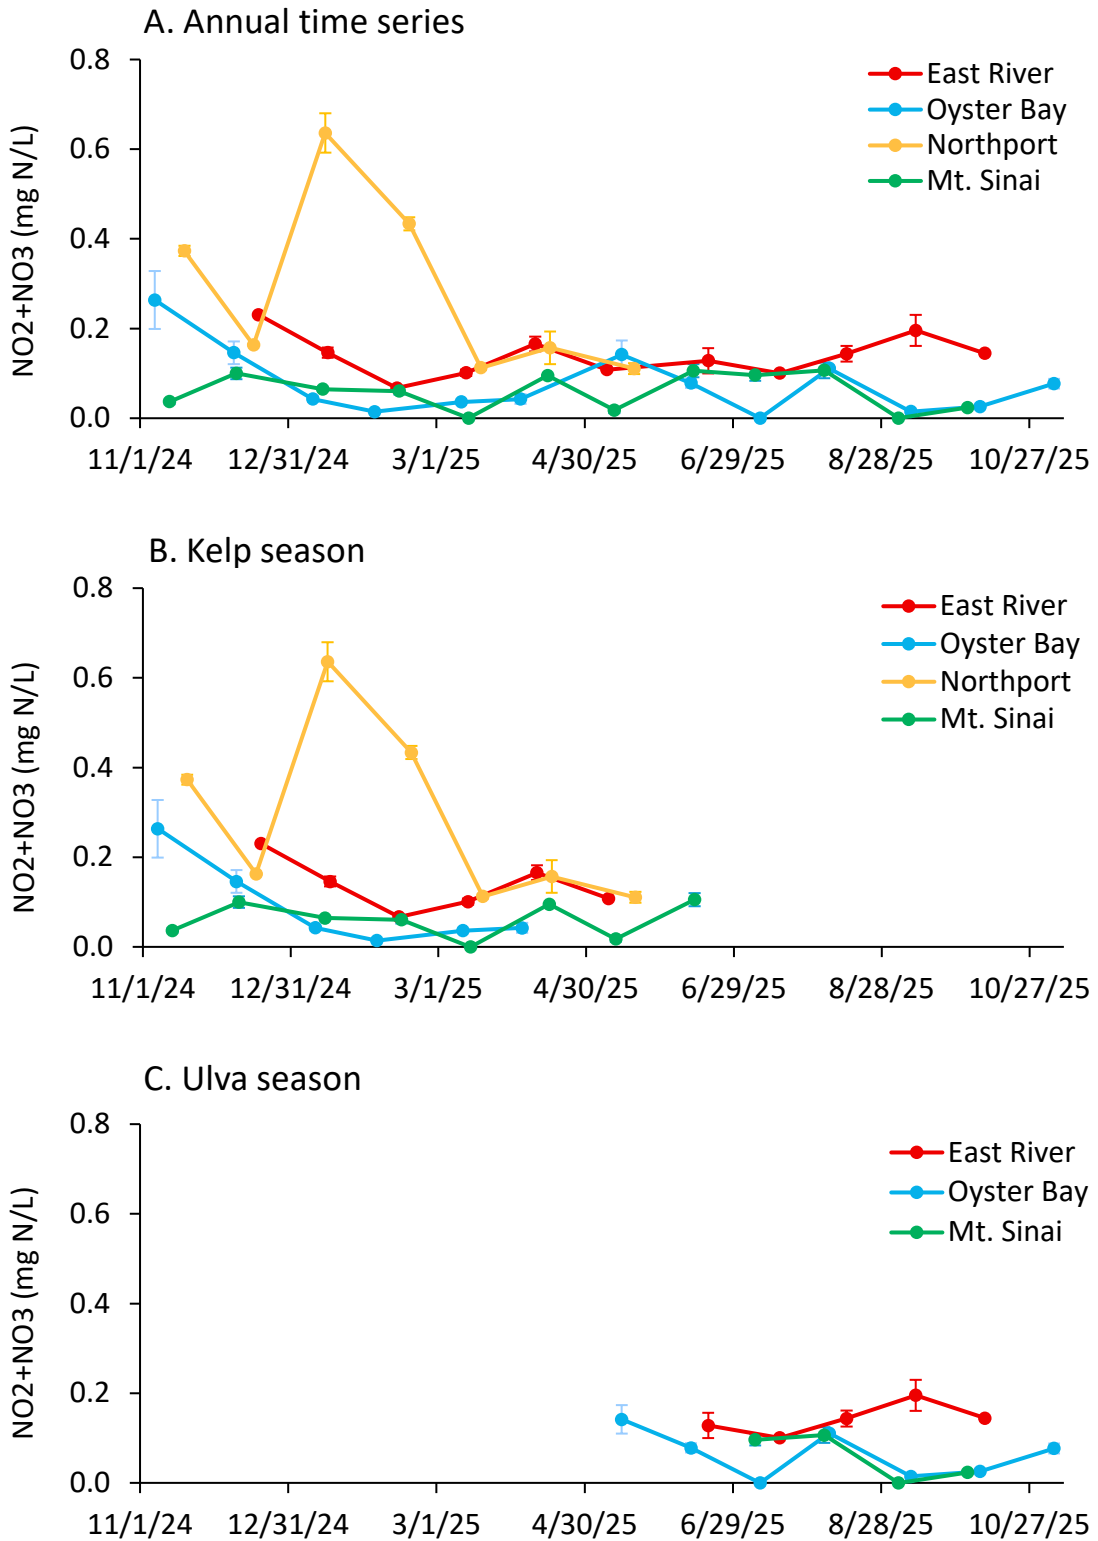 A. Annual time series
NO2+NO3 (mg N/L)
0.8
0.6
0.4
0.2
0.0
East River
Oyster Bay
Northport
Mt. Sinai
11/1/24 12/31/24 3/1/25 4/30/25 6/29/25 8/28/25 10/27/25
B. Kelp season
NO2+NO3 (mg N/L)
0.8
0.6
0.4
0.2
0.0
East River
Oyster Bay
Northport
Mt. Sinai
11/1/24 12/31/24 3/1/25 4/30/25 6/29/25 8/28/25 10/27/25
C. Ulva season
NO2+NO3 (mg N/L)
0.8
0.6
0.4
0.2
0.0
East River
Oyster Bay
Mt. Sinai
11/1/24 12/31/24 3/1/25 4/30/25 6/29/25 8/28/25 10/27/25